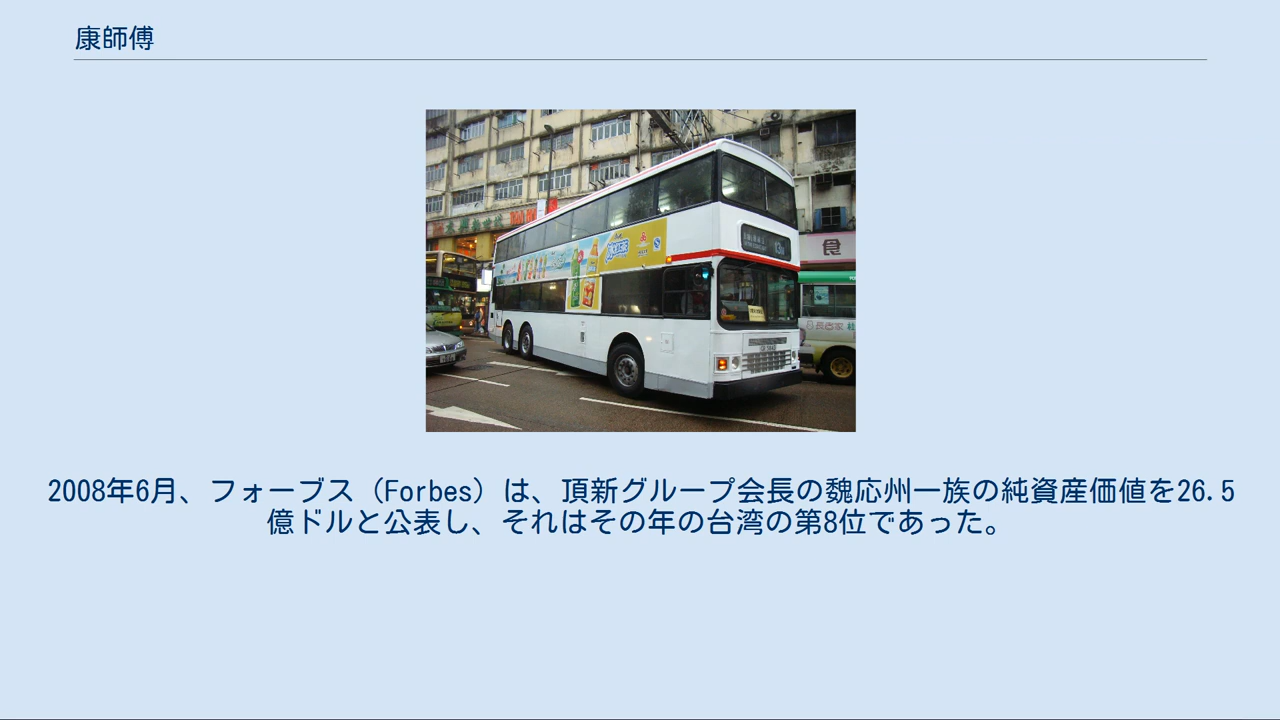 康師傅
食
2008年6月、フォーブス（Forbes）は、頂新グループ会長の魏応州一族の純資産価値を26.5
億ドルと公表し、それはその年の台湾の第8位であった。